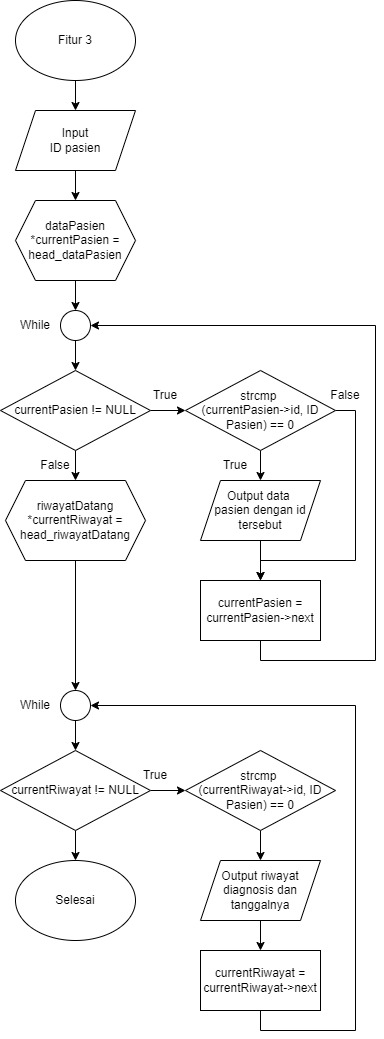 Fitur 3
Input
ID pasien
dataPasien
*currentPasien =
head_dataPasien
While
currentPasien != NULL
True
strcmp
(currentPasien->id, ID
Pasien) == 0
False
False
True
riwayatDatang
*currentRiwayat =
head_riwayatDatang
Output data
pasien dengan id
tersebut
currentPasien =
currentPasien->next
While
currentRiwayat != NULL
True
strcmp
(currentRiwayat->id, ID
Pasien) == 0
Selesai
Output riwayat
diagnosis dan
tanggalnya
currentRiwayat =
currentRiwayat->next